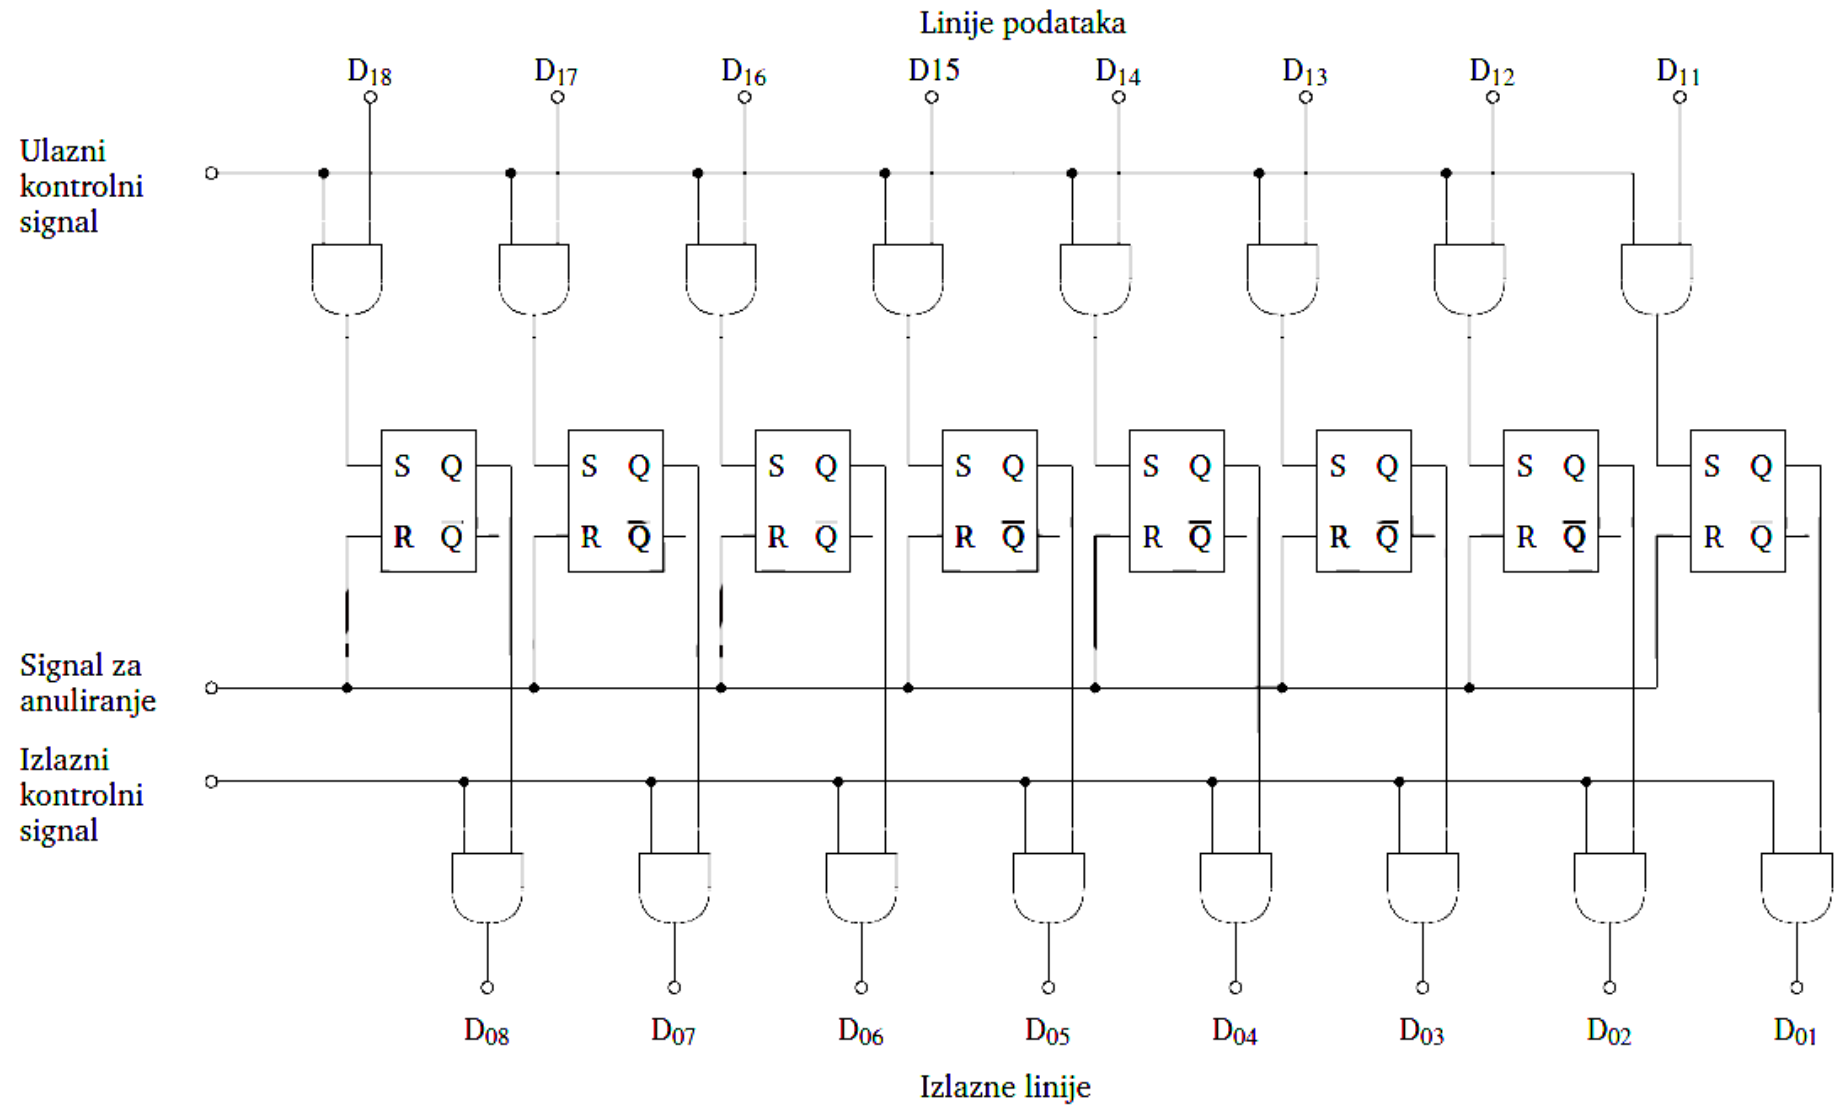 Linije podataka
D₁₈ D₁₇ D₁₆ D15 D₁₄ D₁₃ D₁₂ D₁₁
Ulazni
kontrolni
signal
S Q S Q S Q S Q S Q S Q S Q S Q
R Q̅ R Q̅ R Q̅ R Q̅ R Q̅ R Q̅ R Q̅ R Q̅
Signal za
anuliranje
Izlazni
kontrolni
signal
D₀₈ D₀₇ D₀₆ D₀₅ D₀₄ D₀₃ D₀₂ D₀₁
Izlazne linije